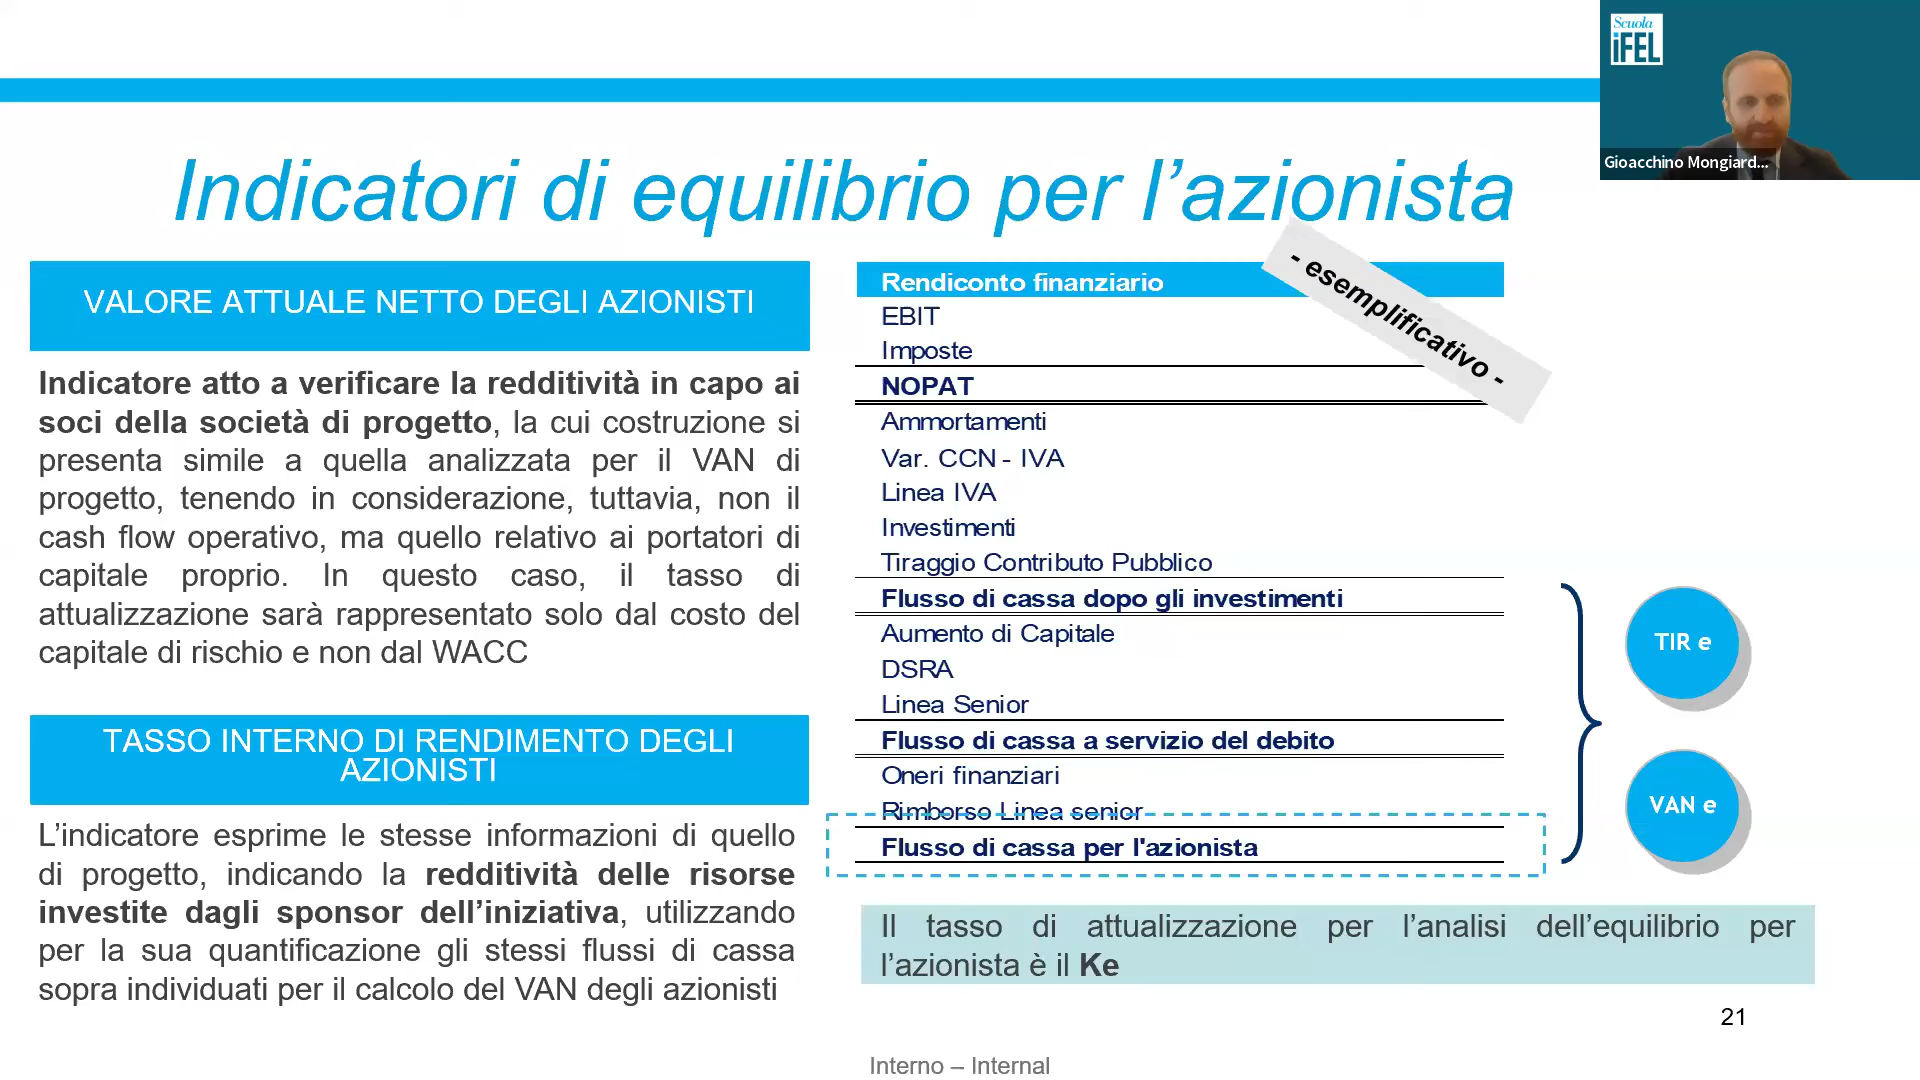 Scuola
iFEL
Gioacchino Mongiard...
Indicatori di equilibrio per l’azionista
VALORE ATTUALE NETTO DEGLI AZIONISTI
Indicatore atto a verificare la redditività in capo ai
soci della società di progetto, la cui costruzione si
presenta simile a quella analizzata per il VAN di
progetto, tenendo in considerazione, tuttavia, non il
cash flow operativo, ma quello relativo ai portatori di
capitale proprio. In questo caso, il tasso di
attualizzazione sarà rappresentato solo dal costo del
capitale di rischio e non dal WACC
TASSO INTERNO DI RENDIMENTO DEGLI
AZIONISTI
L’indicatore esprime le stesse informazioni di quello
di progetto, indicando la redditività delle risorse
investite dagli sponsor dell’iniziativa, utilizzando
per la sua quantificazione gli stessi flussi di cassa
sopra individuati per il calcolo del VAN degli azionisti
- esemplificativo -
Rendiconto finanziario
EBIT
Imposte
NOPAT
Ammortamenti
Var. CCN - IVA
Linea IVA
Investimenti
Tiraggio Contributo Pubblico
Flusso di cassa dopo gli investimenti
Aumento di Capitale
DSRA
Linea Senior
Flusso di cassa a servizio del debito
Oneri finanziari
Rimborso Linea senior
Flusso di cassa per l'azionista
TIR e
VAN e
Il tasso di attualizzazione per l’analisi dell’equilibrio per
l’azionista è il Ke
21
Interno – Internal